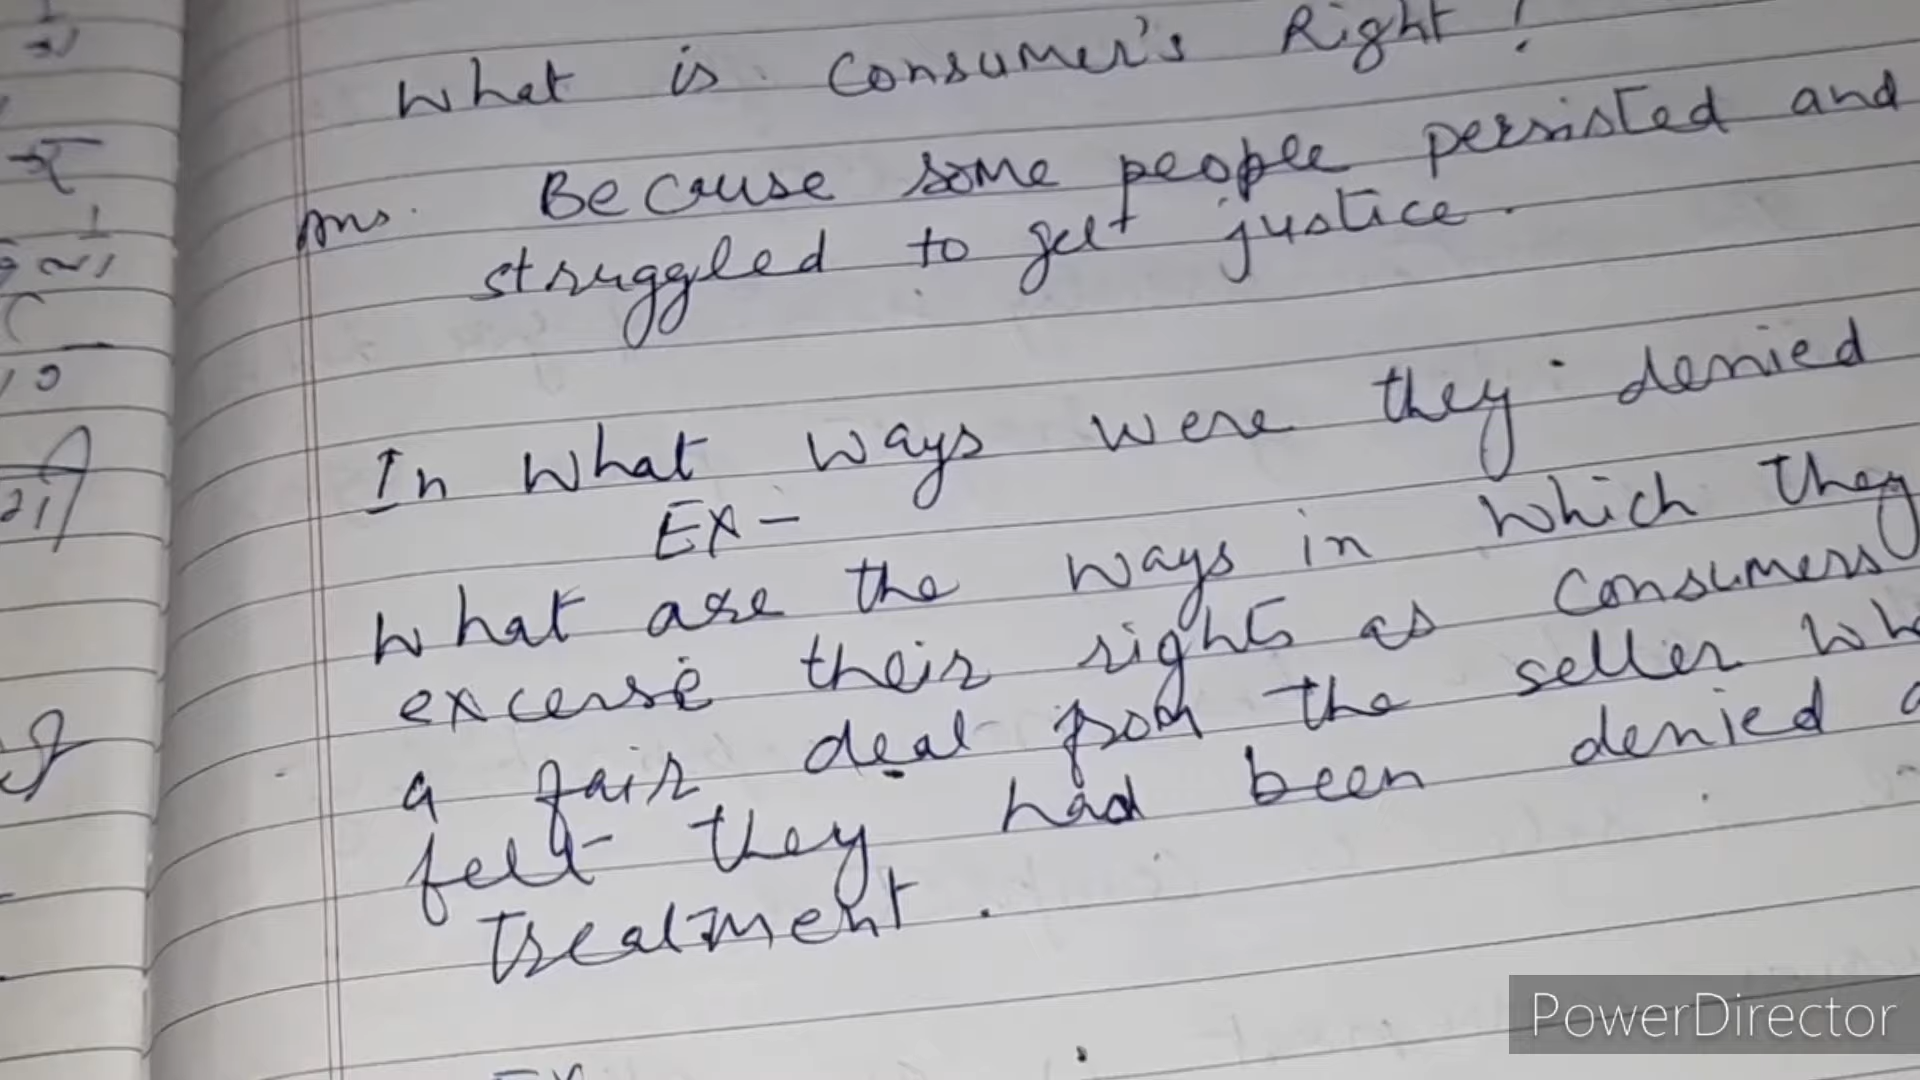 What is Consumer's Right?
Ans. Because some people persisted and
struggled to get justice.
In what ways were they denied
Ex-
What are the ways in which they
excerse their rights as consumers
a fair deal from the seller
felt they had been denied
treatment.
PowerDirector